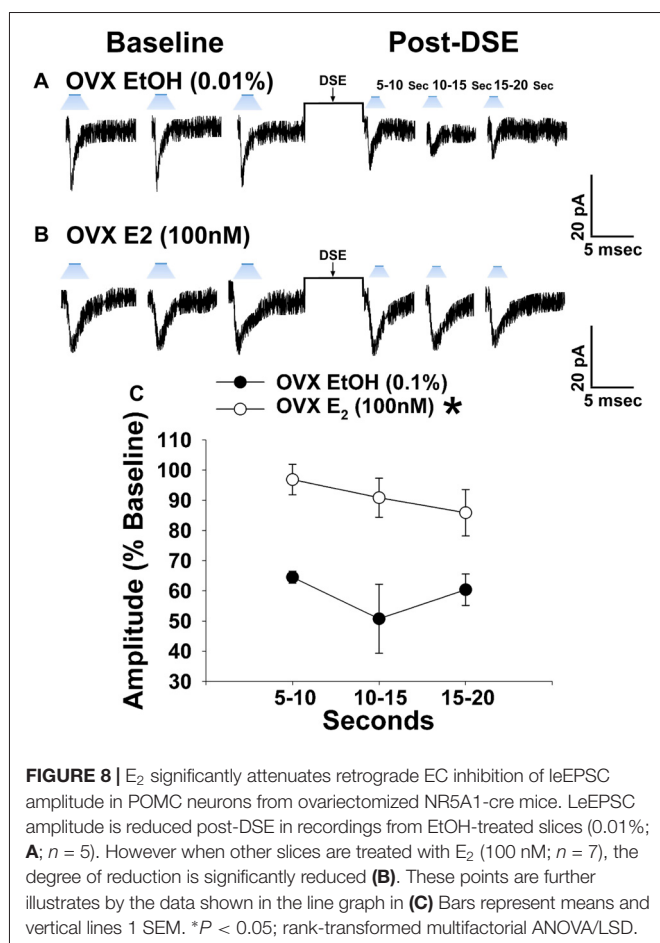 Baseline Post-DSE
A OVX EtOH (0.01%)
DSE
5-10 Sec 10-15 Sec 15-20 Sec
20 pA
5 msec
B OVX E2 (100nM)
DSE
20 pA
5 msec
C
OVX EtOH (0.1%)
OVX E₂ (100nM) *
Amplitude (% Baseline)
110
100
90
80
70
60
50
40
30
5-10 10-15 15-20
Seconds
FIGURE 8 | E₂ significantly attenuates retrograde EC inhibition of leEPSC
amplitude in POMC neurons from ovariectomized NR5A1-cre mice. LeEPSC
amplitude is reduced post-DSE in recordings from EtOH-treated slices (0.01%;
A; n = 5). However when other slices are treated with E₂ (100 nM; n = 7), the
degree of reduction is significantly reduced (B). These points are further
illustrates by the data shown in the line graph in (C) Bars represent means and
vertical lines 1 SEM. *P < 0.05; rank-transformed multifactorial ANOVA/LSD.